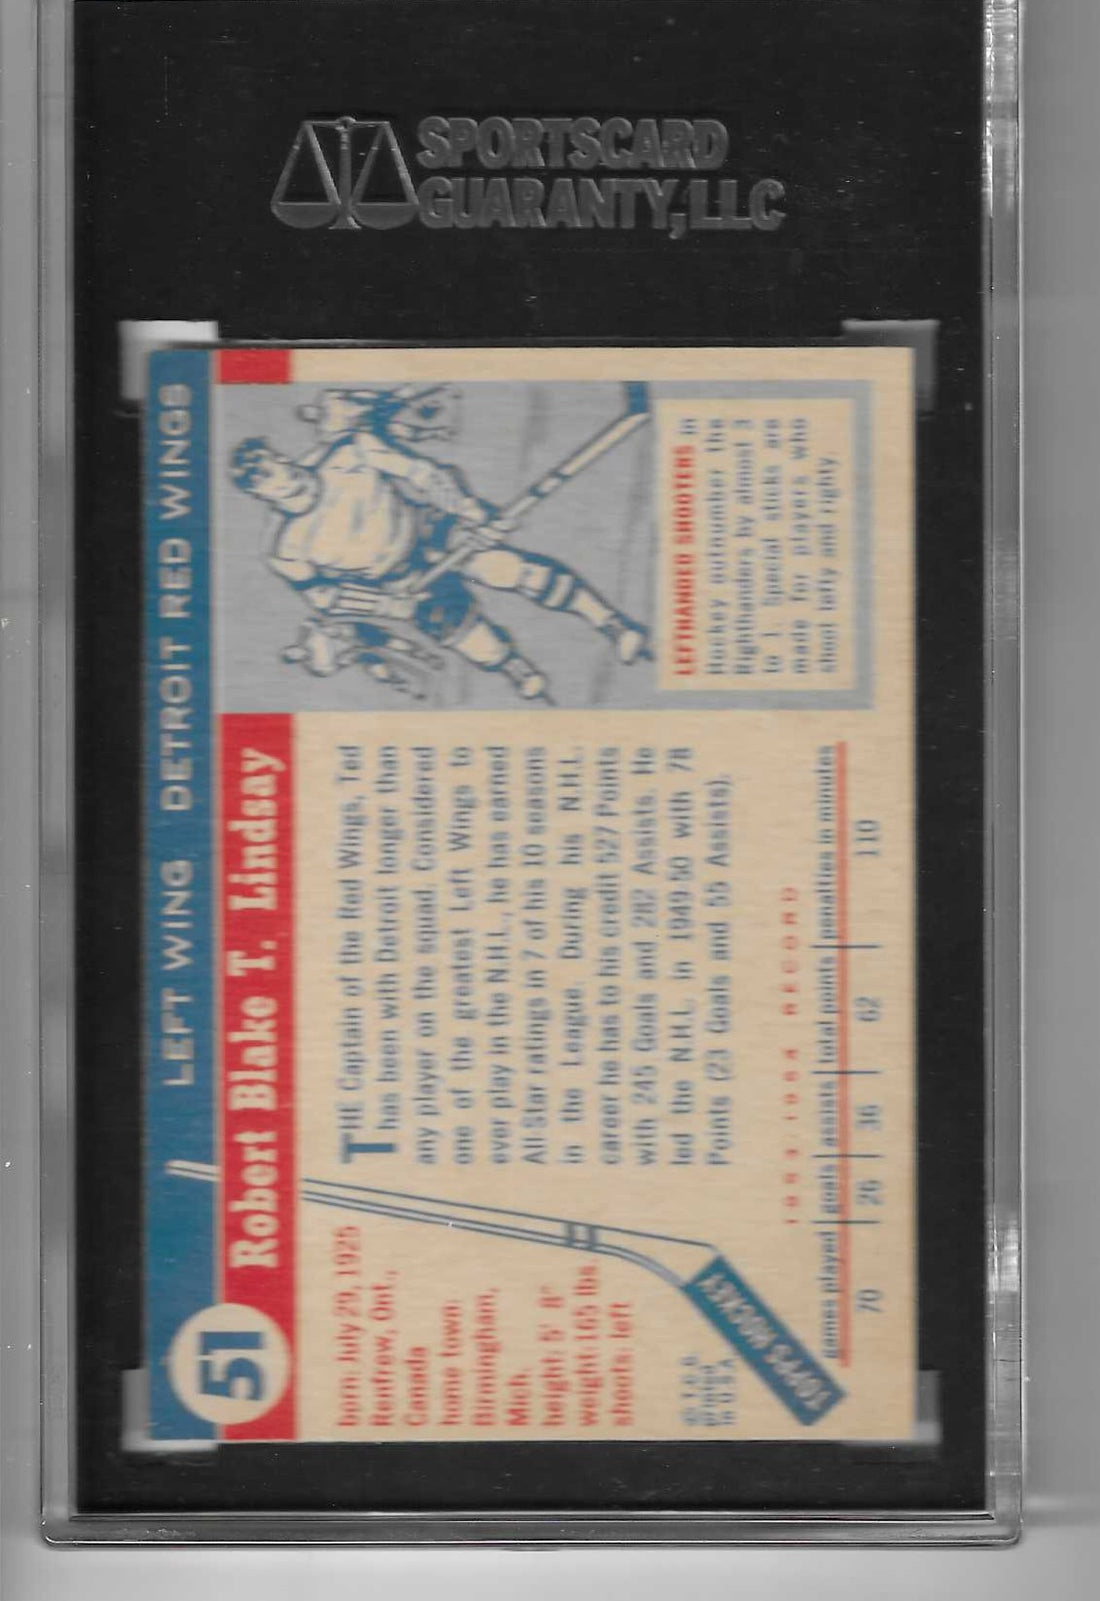 SPORTSCARD
GUARANTY, LLC
LEFT WING DETROIT RED WINGS
51
Robert Blake T. Lindsay
born: July 29, 1925
Renfrew, Ont.,
Canada
home town:
Birmingham,
Mich.
height: 5' 8"
weight: 165 lbs.
shoots: left
© T.C.G.
Printed
in U.S.A.
TOPPS HOCKEY
THE Captain of the Red Wings, Ted
has been with Detroit longer than
any player on the squad. Considered
one of the greatest Left Wings to
ever play in the N.H.L., he has earned
All Star ratings in 7 of his 10 seasons
in the League. During his N.H.L.
career he has to his credit 527 Points
with 245 Goals and 282 Assists. He
led the N.H.L. in 1949-50 with 78
Points (23 Goals and 55 Assists).
LEFTHANDED SHOOTERS in
Hockey outnumber the
Righthanders by almost 3
to 1. Special sticks are
made for players who
shoot lefty and righty.
1953-1954 RECORD
games played goals assists total points penalties in minutes
70 26 36 62 110